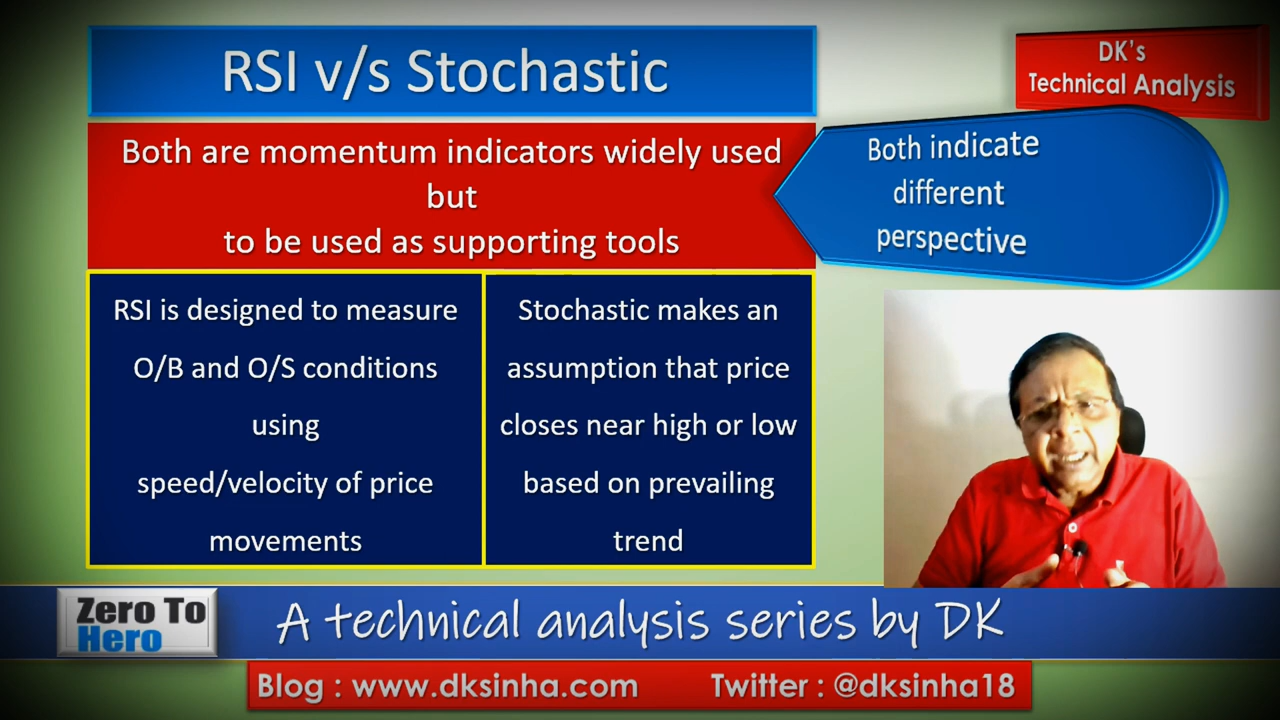 RSI v/s Stochastic
DK's
Technical Analysis
Both are momentum indicators widely used
but
to be used as supporting tools
Both indicate
different
perspective
RSI is designed to measure
O/B and O/S conditions
using
speed/velocity of price
movements
Stochastic makes an
assumption that price
closes near high or low
based on prevailing
trend
Zero To
Hero
A technical analysis series by DK
Blog : www.dksinha.com Twitter : @dksinha18